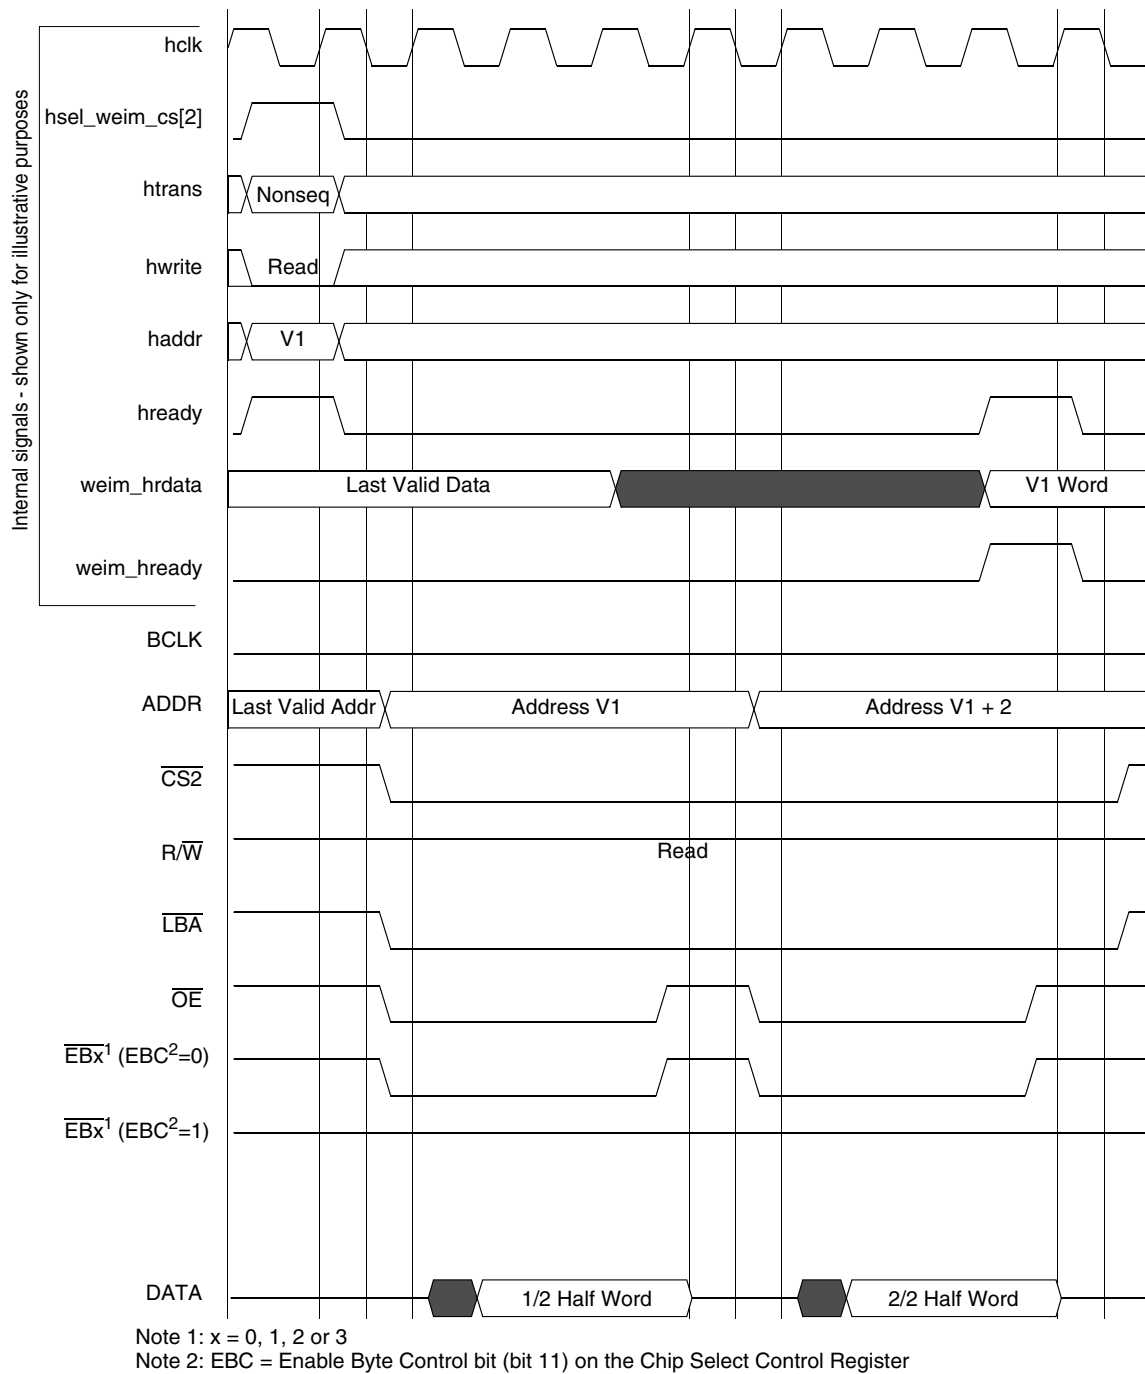 Internal signals - shown only for illustrative purposes
hclk
hsel_weim_cs[2]
htrans
Nonseq
hwrite
Read
haddr
V1
hready
weim_hrdata
Last Valid Data
V1 Word
weim_hready
BCLK
ADDR
Last Valid Addr
Address V1
Address V1 + 2
CS2
R/W
Read
LBA
OE
EBx¹ (EBC²=0)
EBx¹ (EBC²=1)
DATA
1/2 Half Word
2/2 Half Word
Note 1: x = 0, 1, 2 or 3
Note 2: EBC = Enable Byte Control bit (bit 11) on the Chip Select Control Register